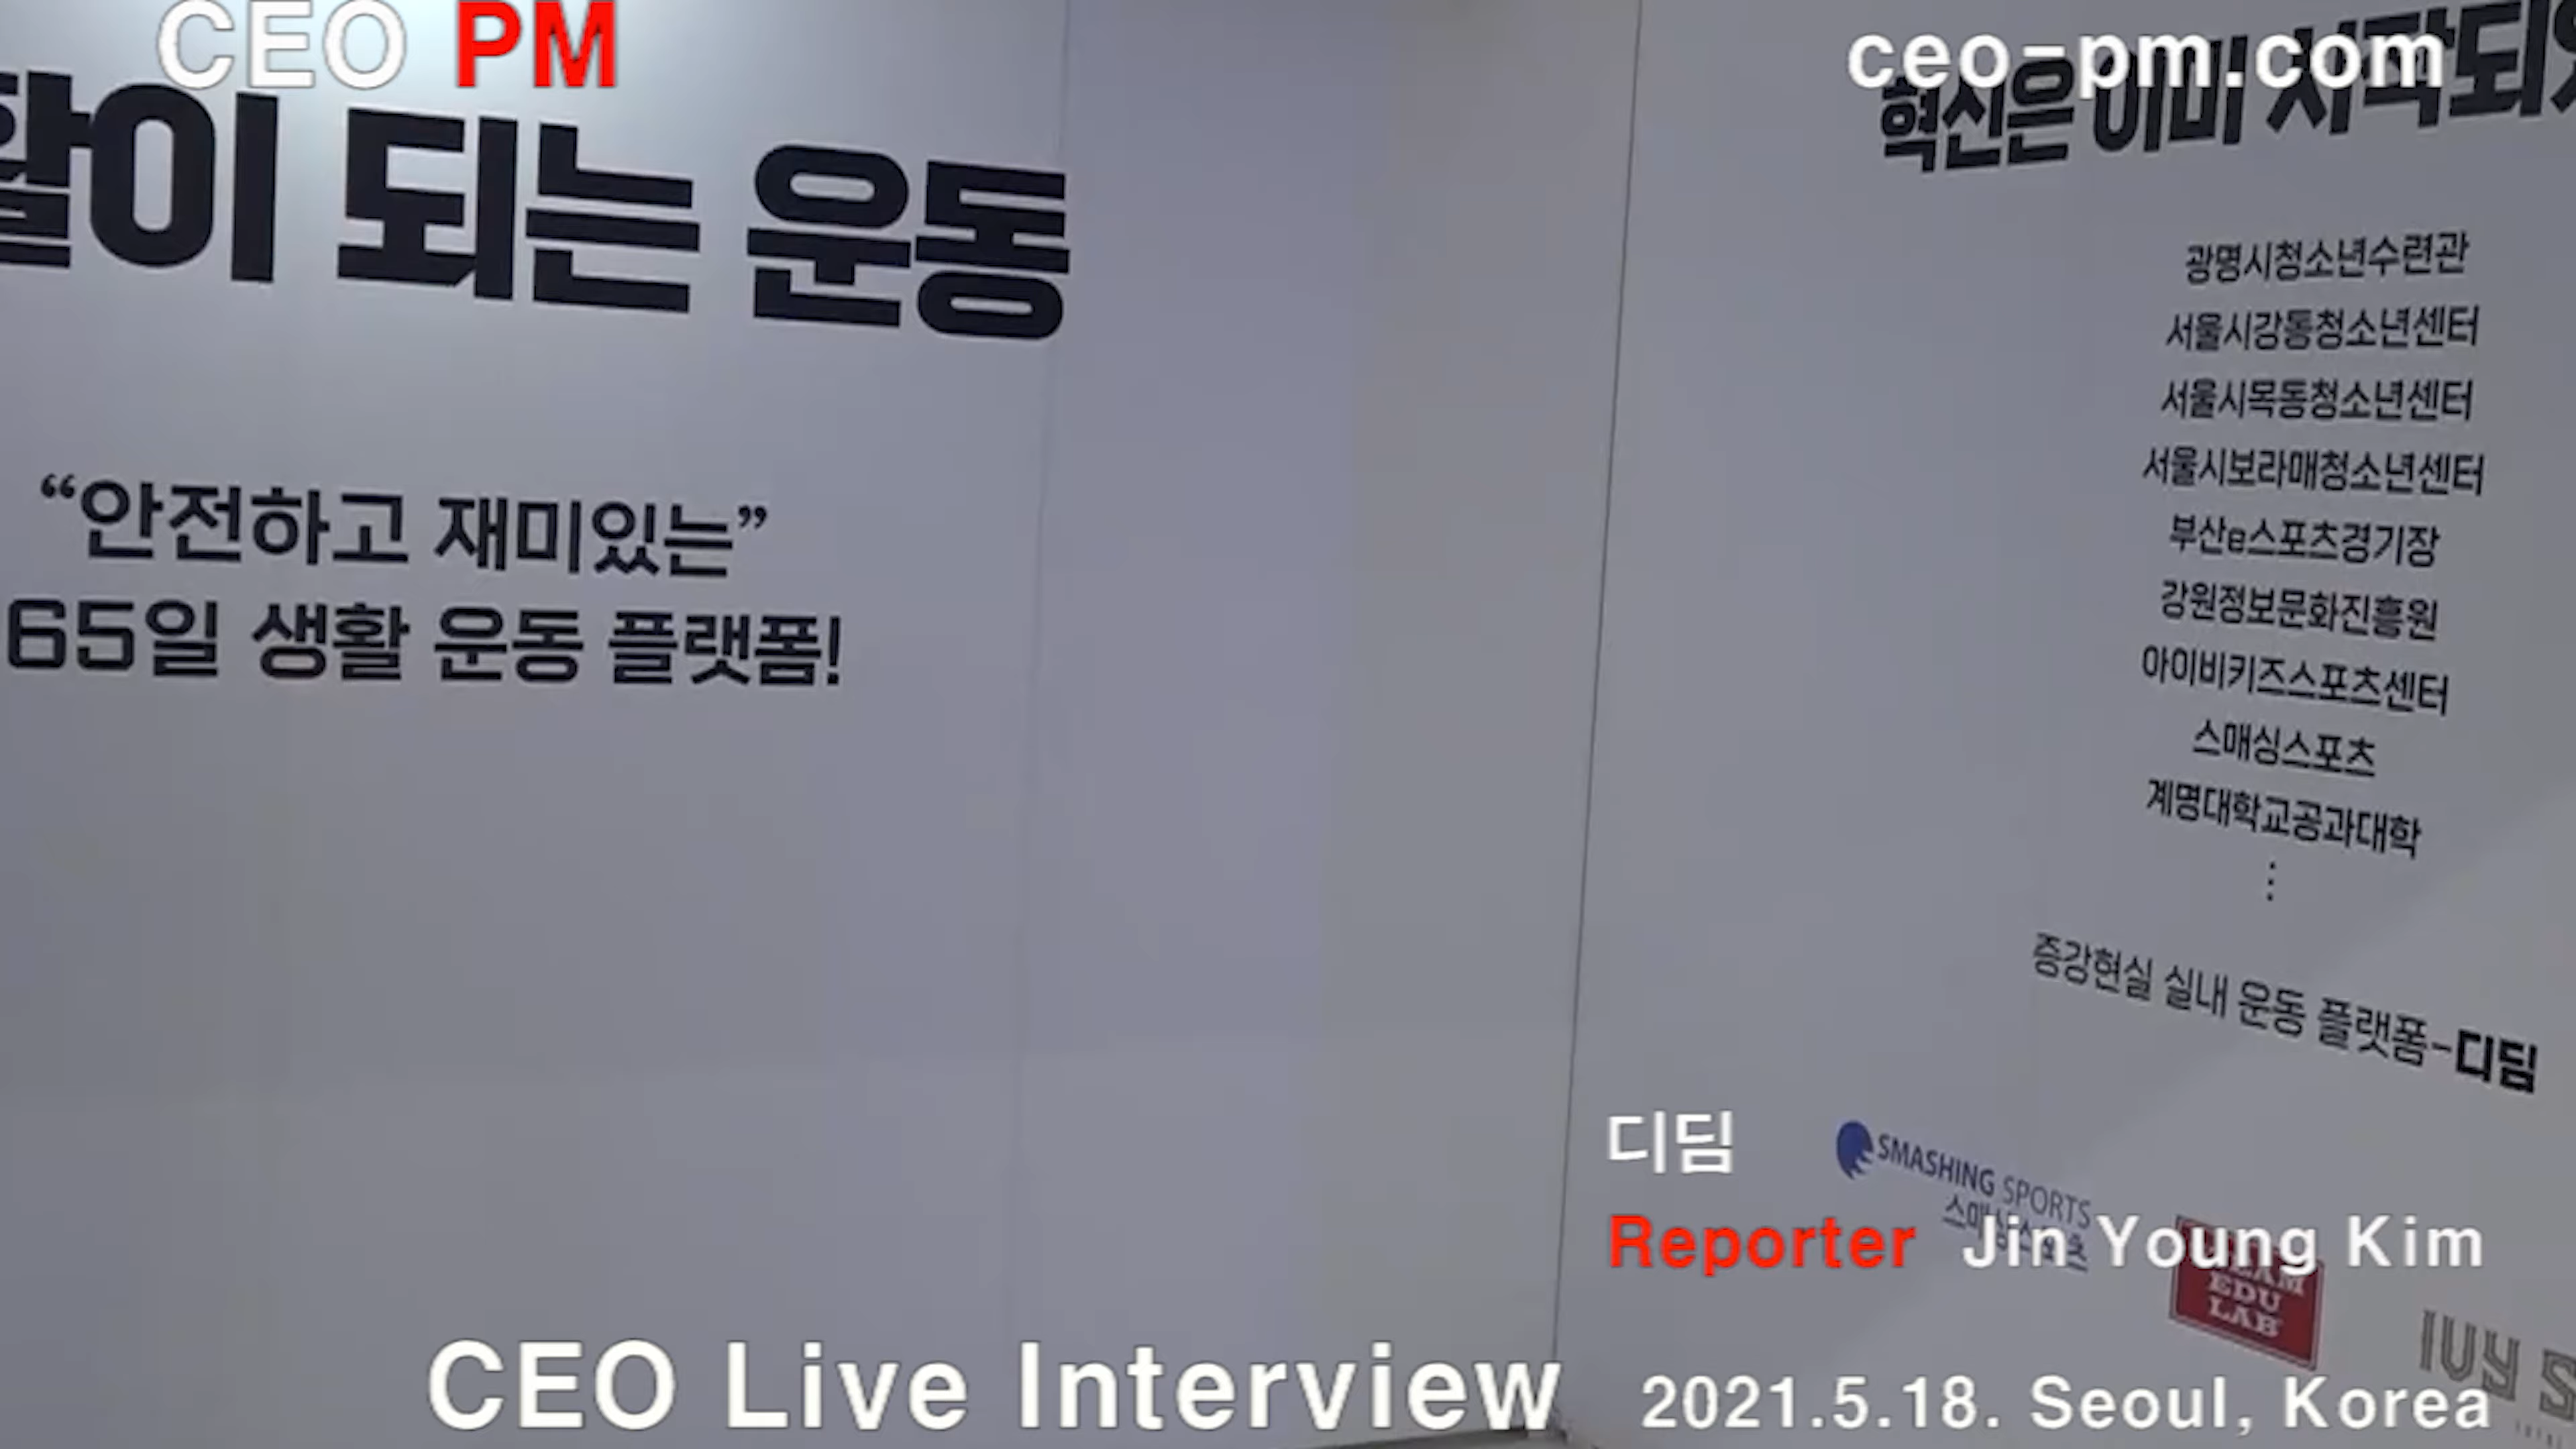 CEO PM
ceo-pm.com
활이 되는 운동
“안전하고 재미있는”
65일 생활 운동 플랫폼!
혁신은 이미 시작되
광명시청소년수련관
서울시강동청소년센터
서울시목동청소년센터
서울시보라매청소년센터
부산e스포츠경기장
강원정보문화진흥원
아이비키즈스포츠센터
스매싱스포츠
계명대학교공과대학
⋮
증강현실 실내 운동 플랫폼-디딤
디딤
SMASHING SPORTS
스매싱스포츠
Reporter Jin Young Kim
EDU
LAB
IVY S
CEO Live Interview
2021.5.18. Seoul, Korea